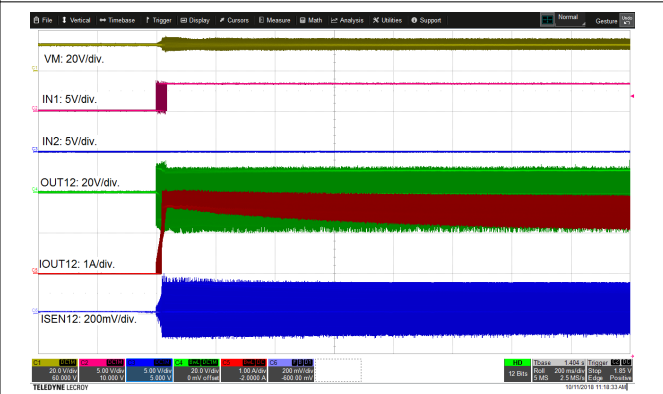 File Vertical Timebase Trigger Display Cursors Measure Math Analysis Utilities Support Normal Gesture Undo
VM: 20V/div.
IN1: 5V/div.
IN2: 5V/div.
OUT12: 20V/div.
IOUT12: 1A/div.
ISEN12: 200mV/div.
C1 C2 C3 C4 C5 C6 HD Tbase 1.404 s Trigger C2 DC
20.0 V/div 5.00 V/div 5.00 V/div 20.0 V/div 1.00 A/div 200 mV/div 12 Bits Roll 200 ms/div Stop 1.85 V
60.000 V 10.000 V 5.000 V 0 mV offset -2.0000 A -600.00 mV 5 MS 2.5 MS/s Edge Positive
TELEDYNE LECROY 10/11/2018 11:18:33 AM